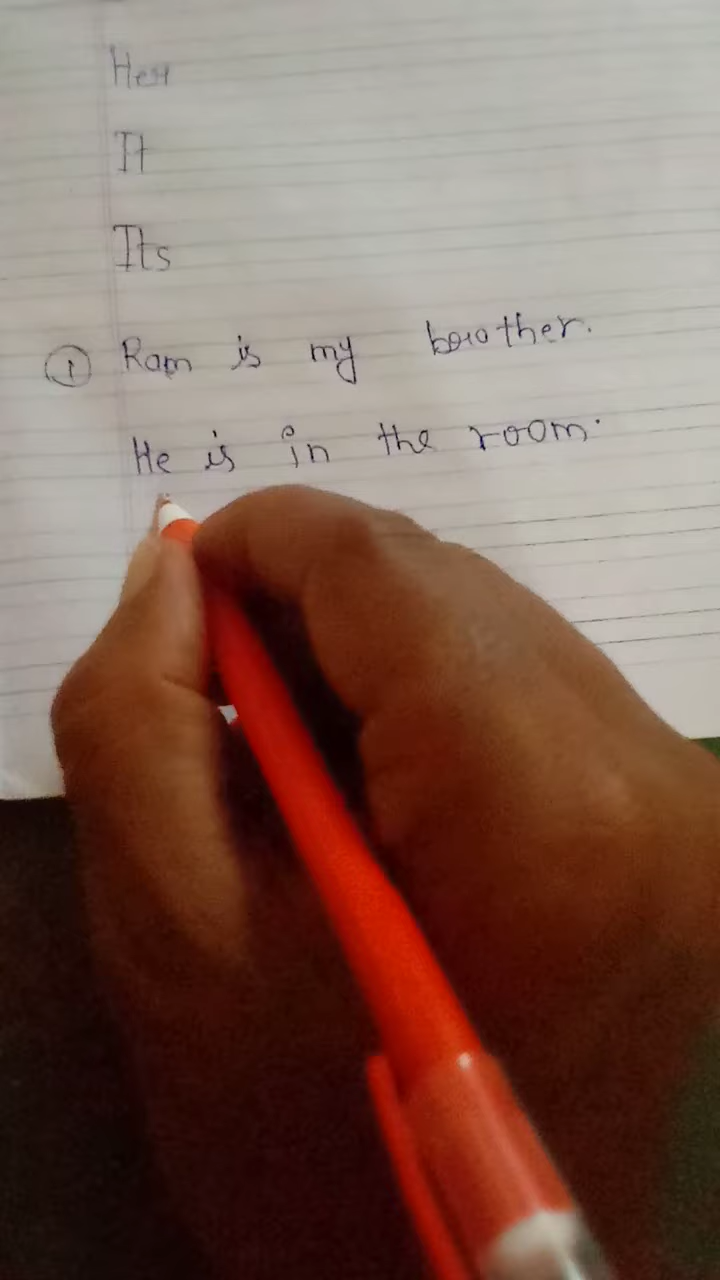 Her
It
Its
① Ram is my brother.
He is in the room.